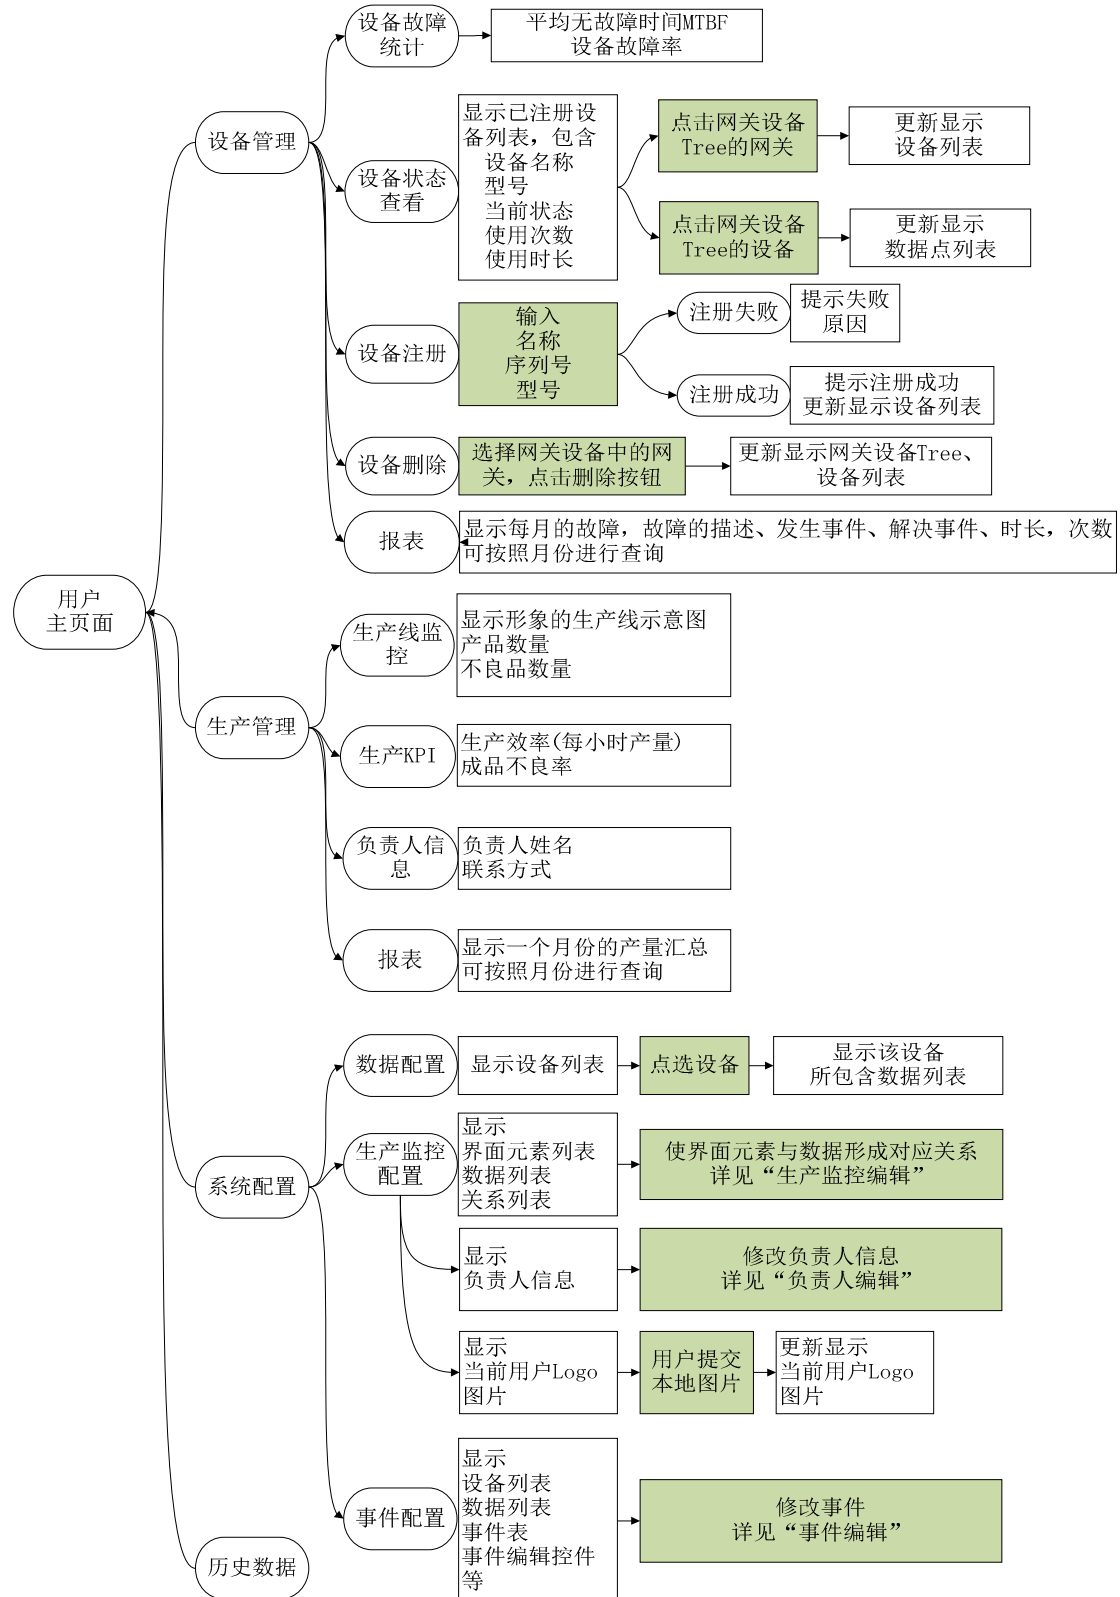 设备故障
统计
平均无故障时间MTBF
设备故障率
设备管理
设备状态
查看
显示已注册设
备列表，包含
设备名称
型号
当前状态
使用次数
使用时长
点击网关设备
Tree的网关
更新显示
设备列表
点击网关设备
Tree的设备
更新显示
数据点列表
设备注册
输入
名称
序列号
型号
注册失败
提示失败
原因
注册成功
提示注册成功
更新显示设备列表
设备删除
选择网关设备中的网
关，点击删除按钮
更新显示网关设备Tree、
设备列表
报表
显示每月的故障，故障的描述、发生事件、解决事件、时长，次数
可按照月份进行查询
用户
主页面
生产管理
生产线监
控
显示形象的生产线示意图
产品数量
不良品数量
生产KPI
生产效率(每小时产量)
成品不良率
负责人信
息
负责人姓名
联系方式
报表
显示一个月份的产量汇总
可按照月份进行查询
系统配置
数据配置
显示设备列表
点选设备
显示该设备
所包含数据列表
生产监控
配置
显示
界面元素列表
数据列表
关系列表
使界面元素与数据形成对应关系
详见“生产监控编辑”
显示
负责人信息
修改负责人信息
详见“负责人编辑”
显示
当前用户Logo
图片
用户提交
本地图片
更新显示
当前用户Logo
图片
事件配置
显示
设备列表
数据列表
事件表
事件编辑控件
等
修改事件
详见“事件编辑”
历史数据